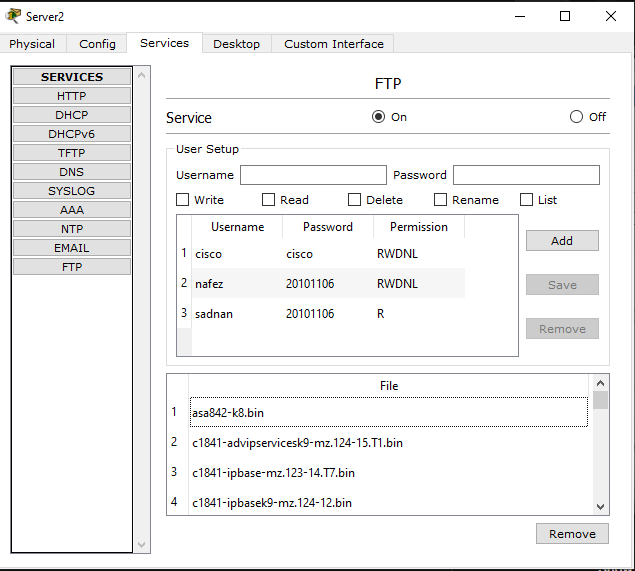 Server2
Physical Config Services Desktop Custom Interface
SERVICES
HTTP
DHCP
DHCPv6
TFTP
DNS
SYSLOG
AAA
NTP
EMAIL
FTP
FTP
Service On Off
User Setup
Username Password
Write Read Delete Rename List
Username Password Permission
1 cisco cisco RWDNL
2 nafez 20101106 RWDNL
3 sadnan 20101106 R
Add
Save
Remove
File
1 asa842-k8.bin
2 c1841-advipservicesk9-mz.124-15.T1.bin
3 c1841-ipbase-mz.123-14.T7.bin
4 c1841-ipbasek9-mz.124-12.bin
Remove